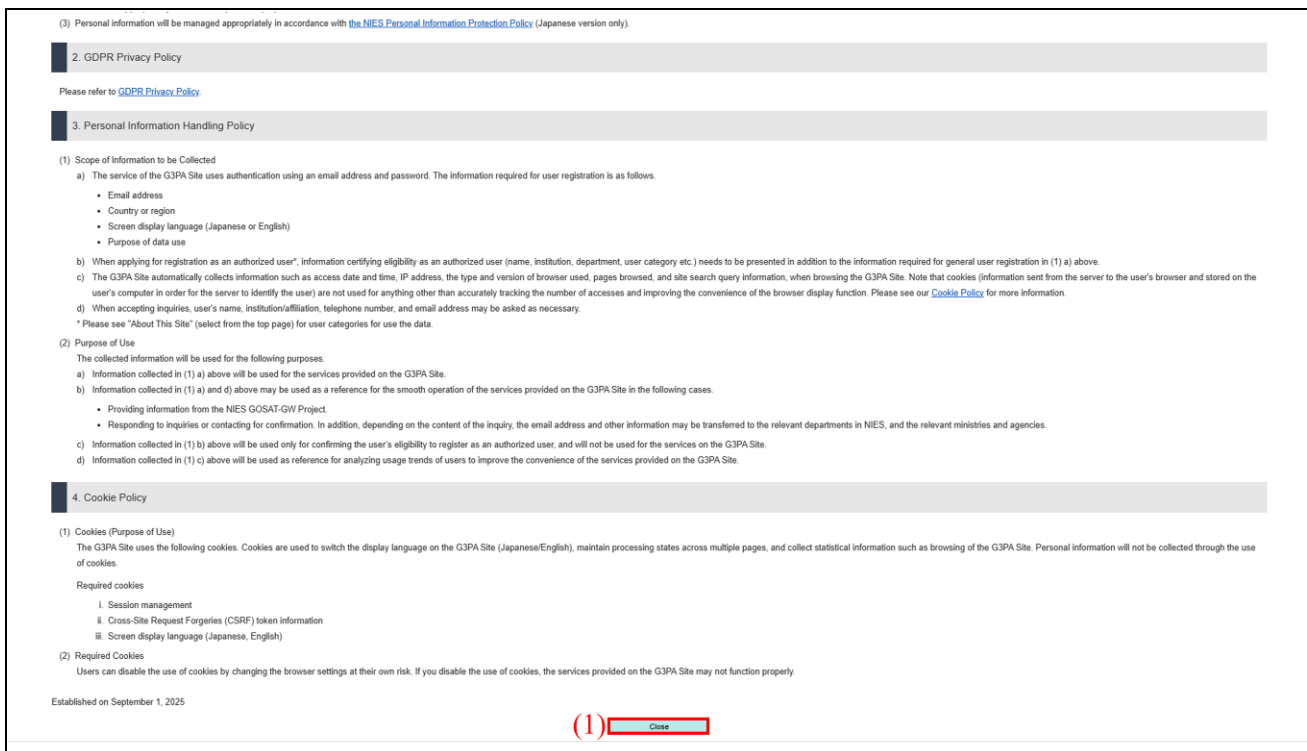 (3) Personal information will be managed appropriately in accordance with the NIES Personal Information Protection Policy (Japanese version only).
2. GDPR Privacy Policy
Please refer to GDPR Privacy Policy.
3. Personal Information Handling Policy
(1) Scope of Information to be Collected
a) The service of the G3PA Site uses authentication using an email address and password. The information required for user registration is as follows.
• Email address
• Country or region
• Screen display language (Japanese or English)
• Purpose of data use
b) When applying for registration as an authorized user*, information certifying eligibility as an authorized user (name, institution, department, user category etc.) needs to be presented in addition to the information required for general user registration in (1) a) above.
c) The G3PA Site automatically collects information such as access date and time, IP address, the type and version of browser used, pages browsed, and site search query information, when browsing the G3PA Site. Note that cookies (information sent from the server to the user's browser and stored on the
user's computer in order for the server to identify the user) are not used for anything other than accurately tracking the number of accesses and improving the convenience of the browser display function. Please see our Cookie Policy for more information.
d) When accepting inquiries, user's name, institution/affiliation, telephone number, and email address may be asked as necessary.
* Please see "About This Site" (select from the top page) for user categories for use the data.
(2) Purpose of Use
The collected information will be used for the following purposes.
a) Information collected in (1) a) above will be used for the services provided on the G3PA Site.
b) Information collected in (1) a) and d) above may be used as a reference for the smooth operation of the services provided on the G3PA Site in the following cases.
• Providing information from the NIES GOSAT-GW Project.
• Responding to inquiries or contacting for confirmation. In addition, depending on the content of the inquiry, the email address and other information may be transferred to the relevant departments in NIES, and the relevant ministries and agencies.
c) Information collected in (1) b) above will be used only for confirming the user's eligibility to register as an authorized user, and will not be used for the services on the G3PA Site.
d) Information collected in (1) c) above will be used as reference for analyzing usage trends of users to improve the convenience of the services provided on the G3PA Site.
4. Cookie Policy
(1) Cookies (Purpose of Use)
The G3PA Site uses the following cookies. Cookies are used to switch the display language on the G3PA Site (Japanese/English), maintain processing states across multiple pages, and collect statistical information such as browsing of the G3PA Site. Personal information will not be collected through the use
of cookies.
Required cookies
i. Session management
ii. Cross-Site Request Forgeries (CSRF) token information
iii. Screen display language (Japanese, English)
(2) Required Cookies
Users can disable the use of cookies by changing the browser settings at their own risk. If you disable the use of cookies, the services provided on the G3PA Site may not function properly.
Established on September 1, 2025
(1) Close